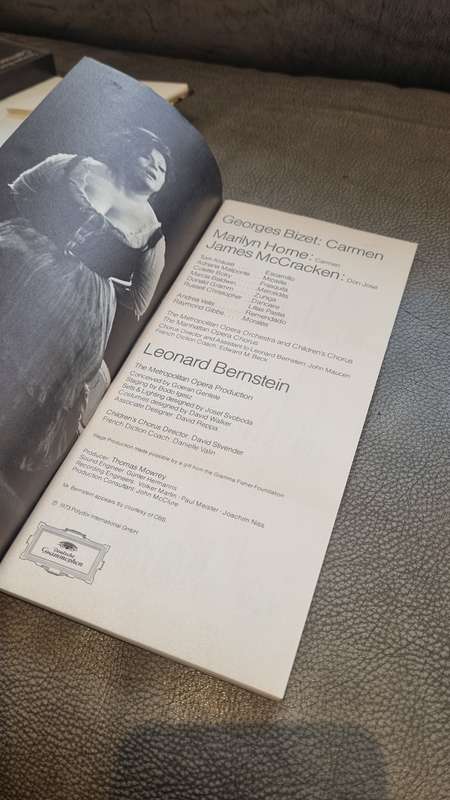 Georges Bizet: Carmen
Marilyn Horne: Carmen
James McCracken: Don José
Tom Krause Escamillo
Adriana Maliponte Micaela
Colette Boky Frasquita
Marcia Baldwin Mercédès
Donald Gramm Zuniga
Russell Christopher Dancaire
Lillas Pastia
Andrea Velis Remendado
Raymond Gibbs Moralès
The Metropolitan Opera Orchestra and Children's Chorus
The Manhattan Opera Chorus
Chorus Director and Assistant to Leonard Bernstein: John Mauceri
French Diction Coach: Edward M. Beck
Leonard Bernstein
The Metropolitan Opera Production
Conceived by Goeran Gentele
Staging by Bodo Igesz
Sets & Lighting designed by Josef Svoboda
Costumes designed by David Walker
Associate Designer: David Reppa
Children's Chorus Director: David Stivender
French Diction Coach: Danielle Valin
Stage Production made possible by a gift from the Gramma Fisher Foundation
Producer: Thomas Mowrey
Sound Engineer: Günter Hermanns
Recording Engineers: Volker Martin · Paul Meister · Joachim Niss
Production Consultant: John McClure
Mr. Bernstein appears by courtesy of CBS
℗ 1973 Polydor International GmbH
Deutsche
Grammophon